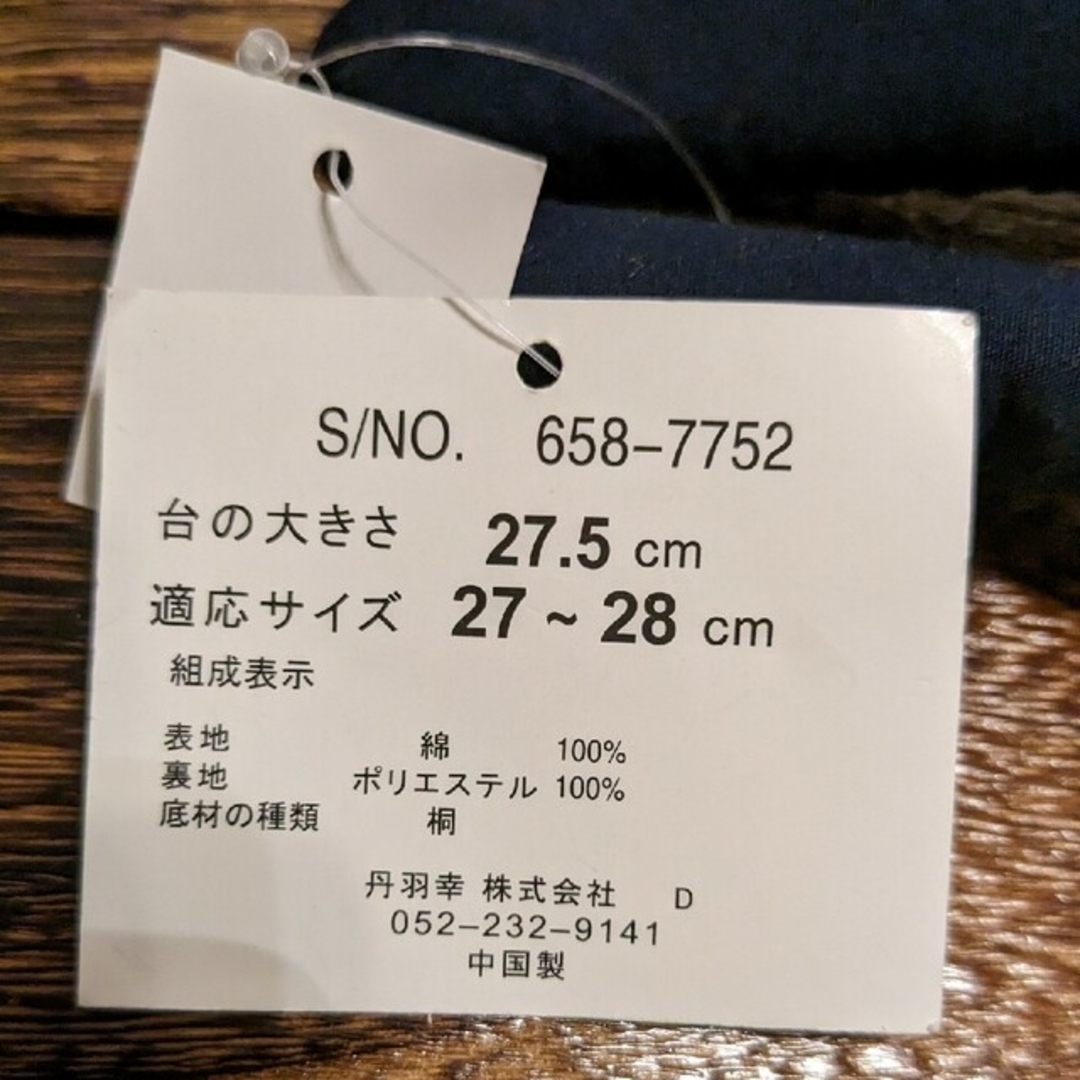 S/NO. 658-7752
台の大きさ 27.5 cm
適応サイズ 27 ~ 28 cm
組成表示
表地 綿 100%
裏地 ポリエステル 100%
底材の種類 桐
丹羽幸 株式会社 D
052-232-9141
中国製